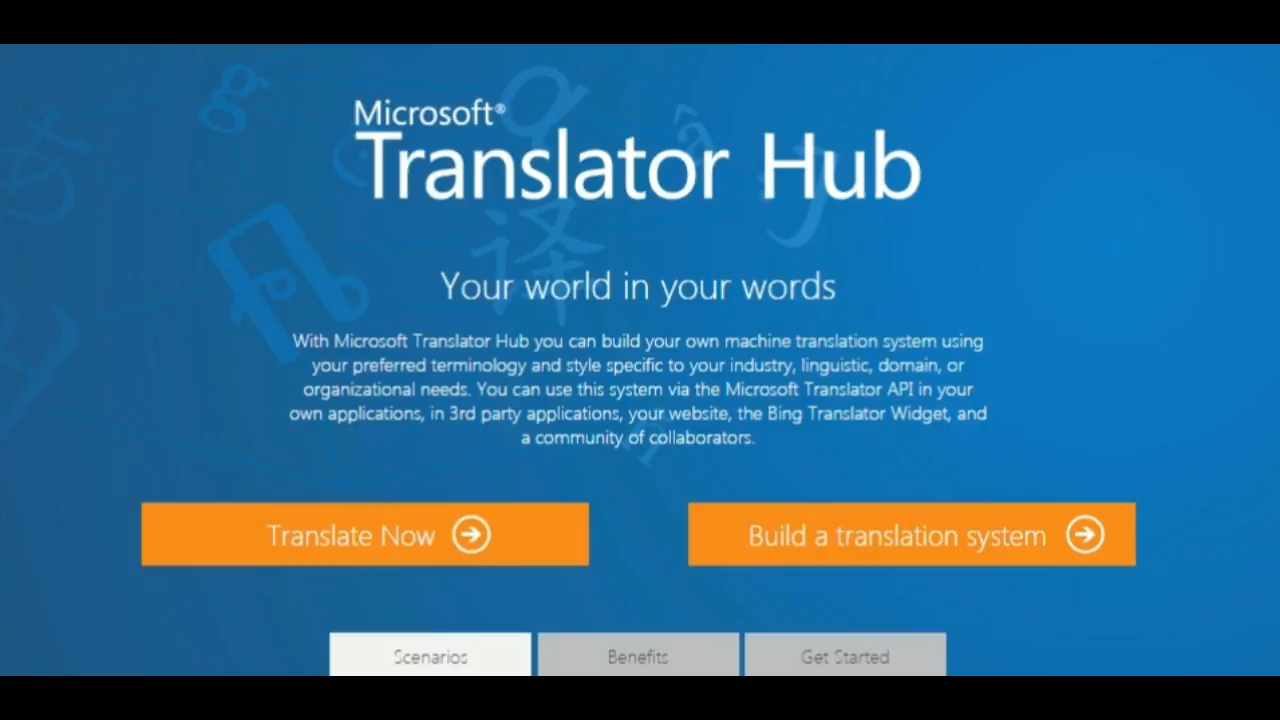 Microsoft®
Translator Hub
Your world in your words
With Microsoft Translator Hub you can build your own machine translation system using
your preferred terminology and style specific to your industry, linguistic, domain, or
organizational needs. You can use this system via the Microsoft Translator API in your
own applications, in 3rd party applications, your website, the Bing Translator Widget, and
a community of collaborators.
Translate Now
Build a translation system
Scenarios
Benefits
Get Started